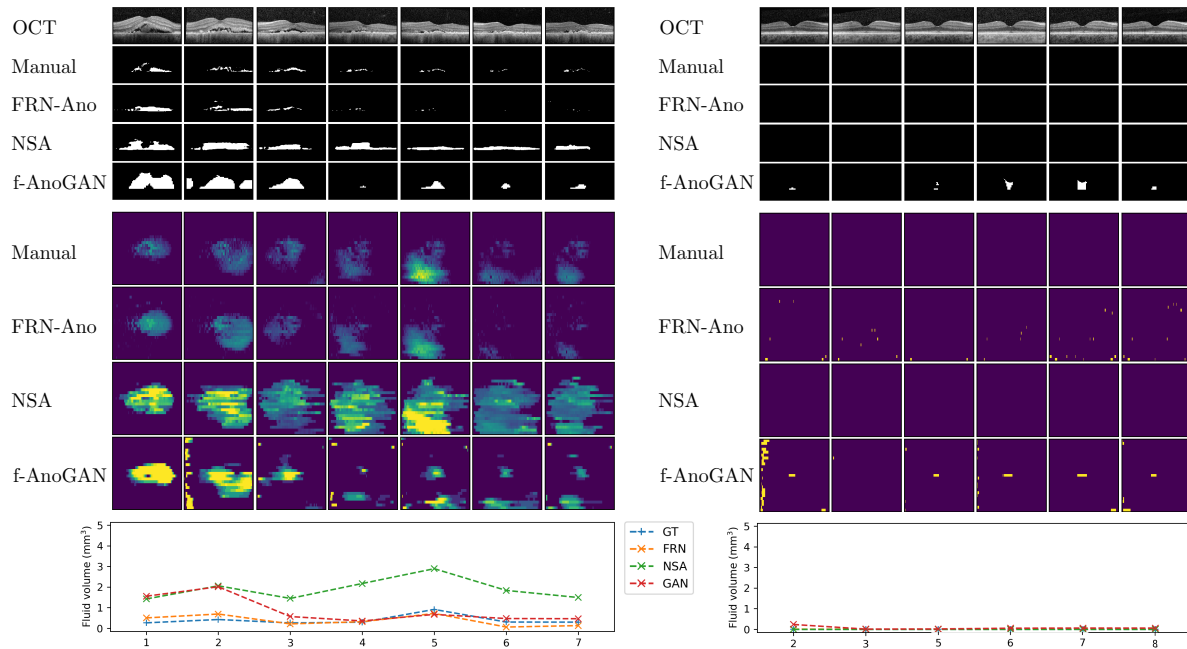 OCT
Manual
FRN-Ano
NSA
f-AnoGAN
Manual
FRN-Ano
NSA
f-AnoGAN
Fluid volume (mm³)
5
4
3
2
1
0
1 2 3 4 5 6 7
GT
FRN
NSA
GAN
OCT
Manual
FRN-Ano
NSA
f-AnoGAN
Manual
FRN-Ano
NSA
f-AnoGAN
Fluid volume (mm³)
5
4
3
2
1
0
2 3 5 6 7 8